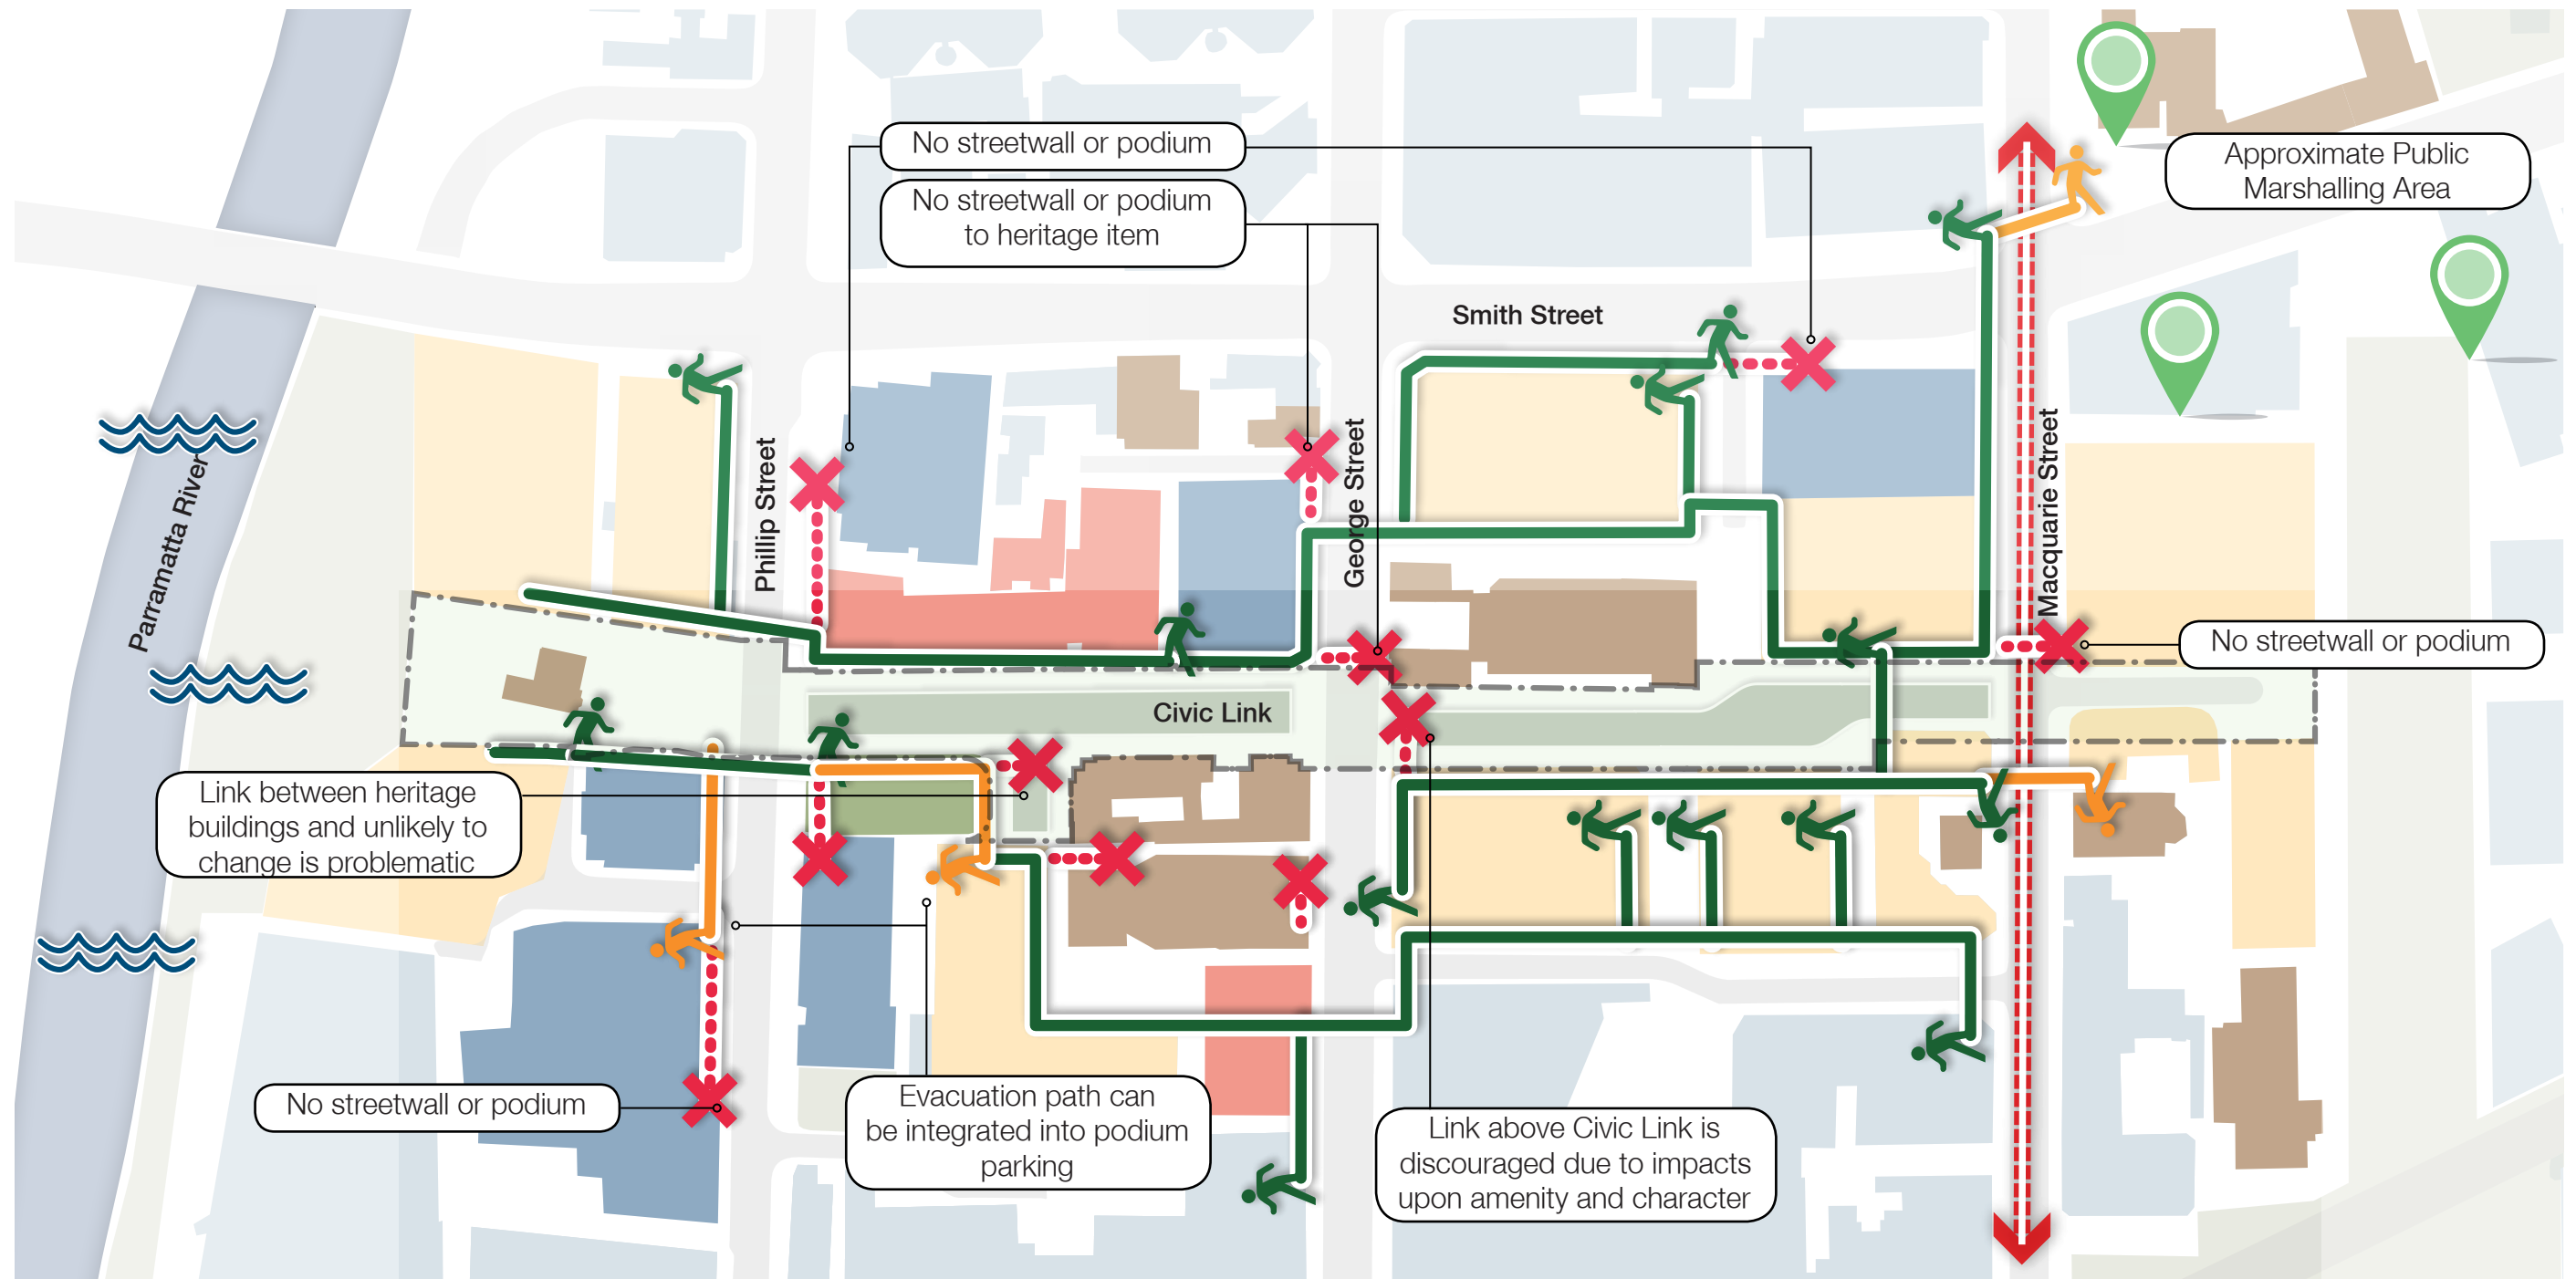 No streetwall or podium
No streetwall or podium
to heritage item
Approximate Public
Marshalling Area
Smith Street
Phillip Street
George Street
Macquarie Street
Parramatta River
No streetwall or podium
Civic Link
Link between heritage
buildings and unlikely to
change is problematic
No streetwall or podium
Evacuation path can
be integrated into podium
parking
Link above Civic Link is
discouraged due to impacts
upon amenity and character